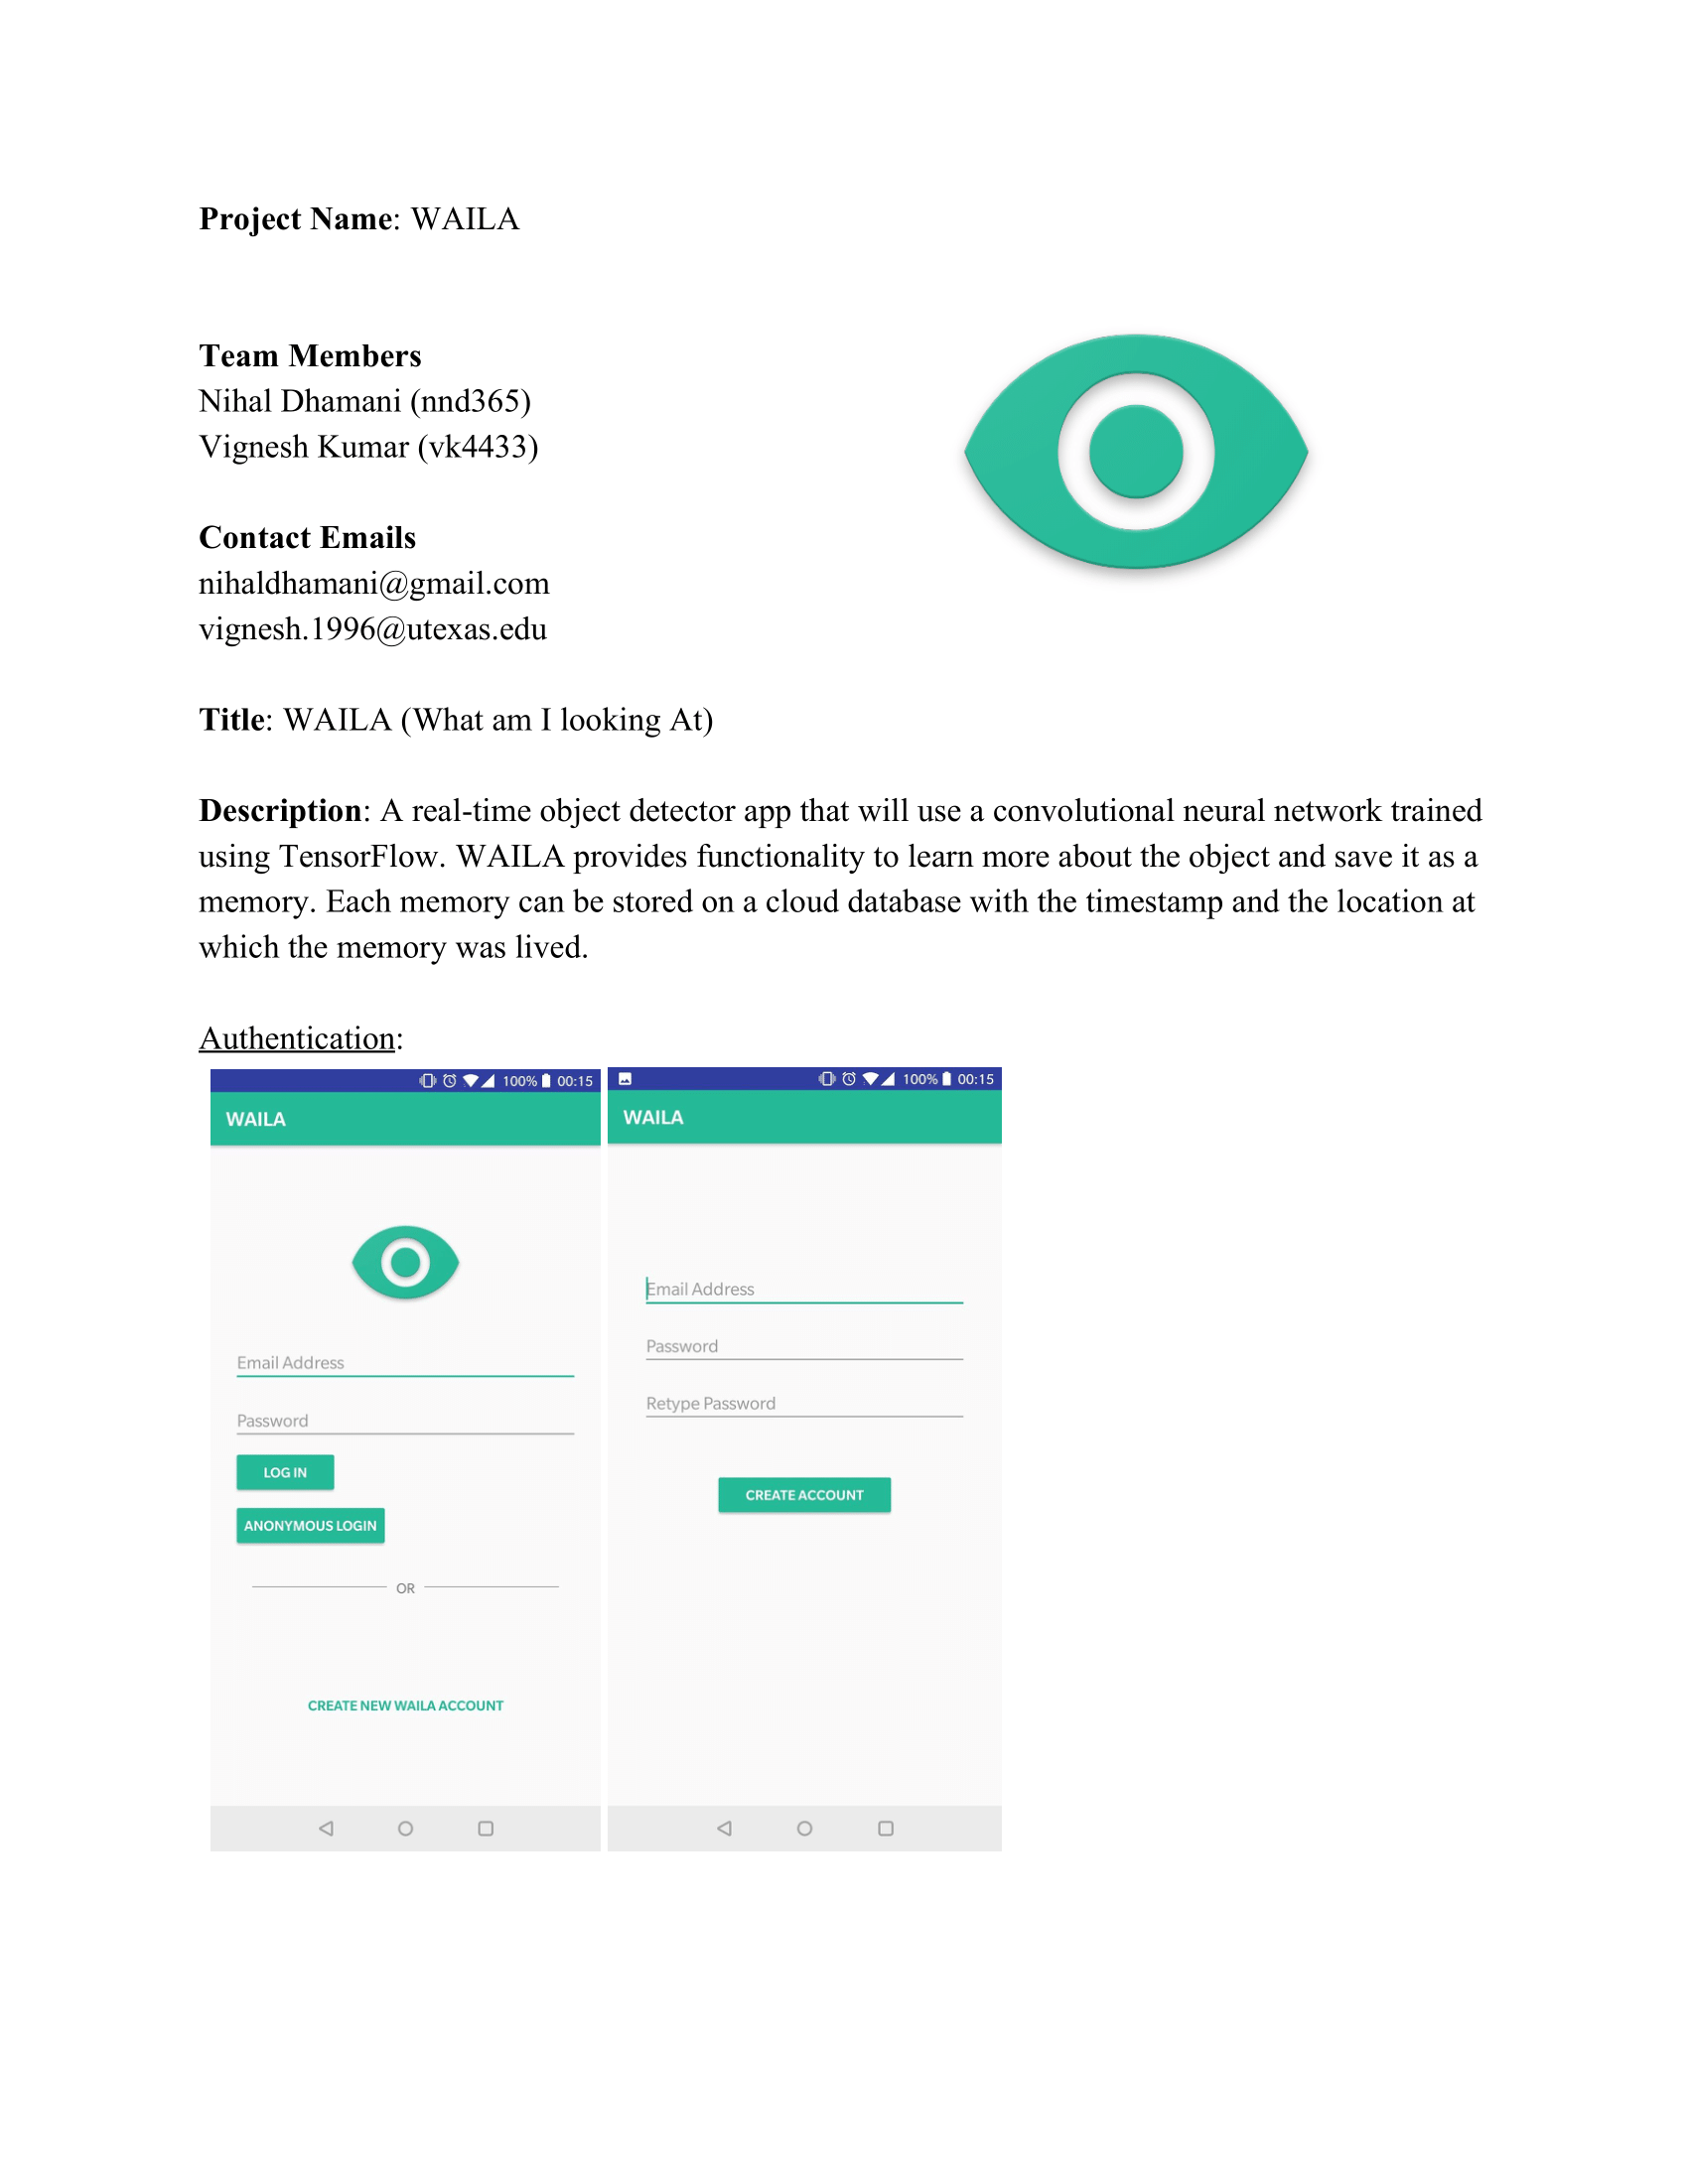 Project Name: WAILA
Team Members
Nihal Dhamani (nnd365)
Vignesh Kumar (vk4433)
Contact Emails
nihaldhamani@gmail.com
vignesh.1996@utexas.edu
Title: WAILA (What am I looking At)
Description: A real-time object detector app that will use a convolutional neural network trained
using TensorFlow. WAILA provides functionality to learn more about the object and save it as a
memory. Each memory can be stored on a cloud database with the timestamp and the location at
which the memory was lived.
Authentication:
100% 00:15
WAILA
Email Address
Password
LOG IN
ANONYMOUS LOGIN
OR
CREATE NEW WAILA ACCOUNT
100% 00:15
WAILA
Email Address
Password
Retype Password
CREATE ACCOUNT